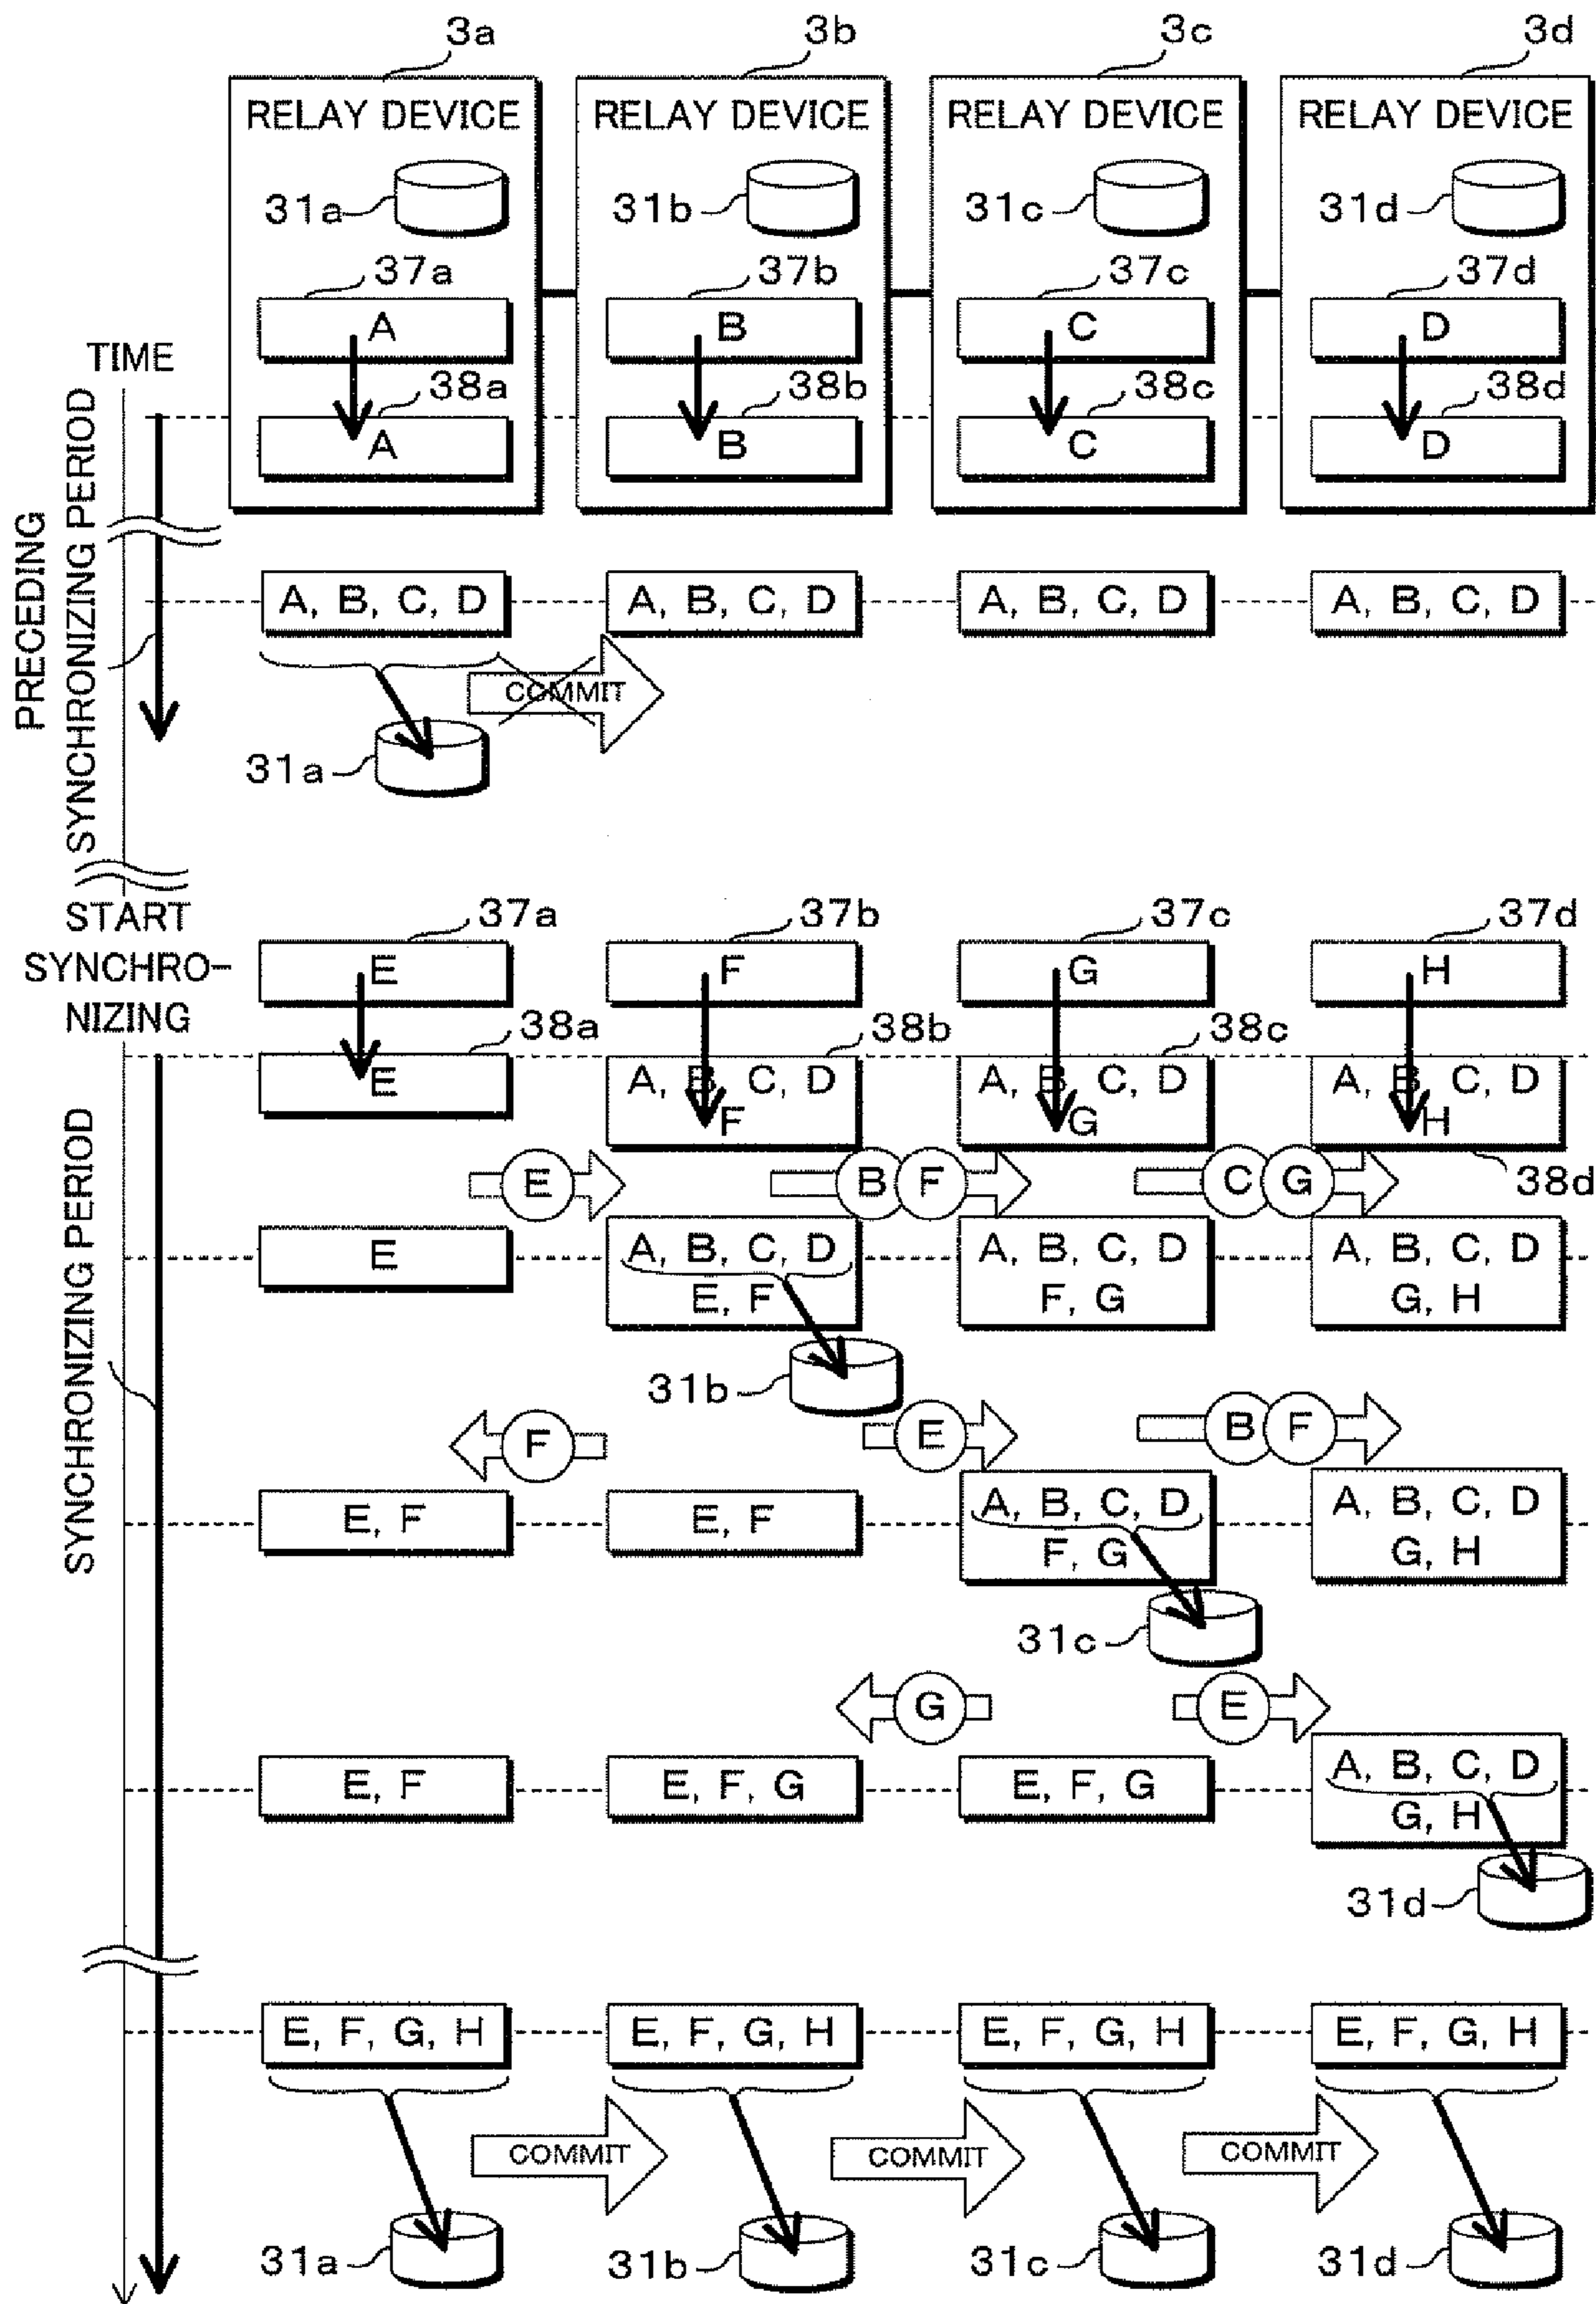 3a 3b 3c 3d
RELAY DEVICE RELAY DEVICE RELAY DEVICE RELAY DEVICE
31a 31b 31c 31d
37a 37b 37c 37d
A B C D
TIME
38a 38b 38c 38d
A B C D
PRECEDING
SYNCHRONIZING PERIOD
A, B, C, D A, B, C, D A, B, C, D A, B, C, D
COMMIT
31a
START
SYNCHRO-
NIZING
37a 37b 37c 37d
E F G H
38a 38b 38c
E A, B, C, D A, B, C, D A, B, C, D
F G H
E B F C G 38d
SYNCHRONIZING PERIOD
E A, B, C, D A, B, C, D A, B, C, D
E, F F, G G, H
31b
F E B F
E, F E, F A, B, C, D A, B, C, D
F, G G, H
31c
G E
E, F E, F, G E, F, G A, B, C, D
G, H
31d
E, F, G, H E, F, G, H E, F, G, H E, F, G, H
COMMIT COMMIT COMMIT
31a 31b 31c 31d